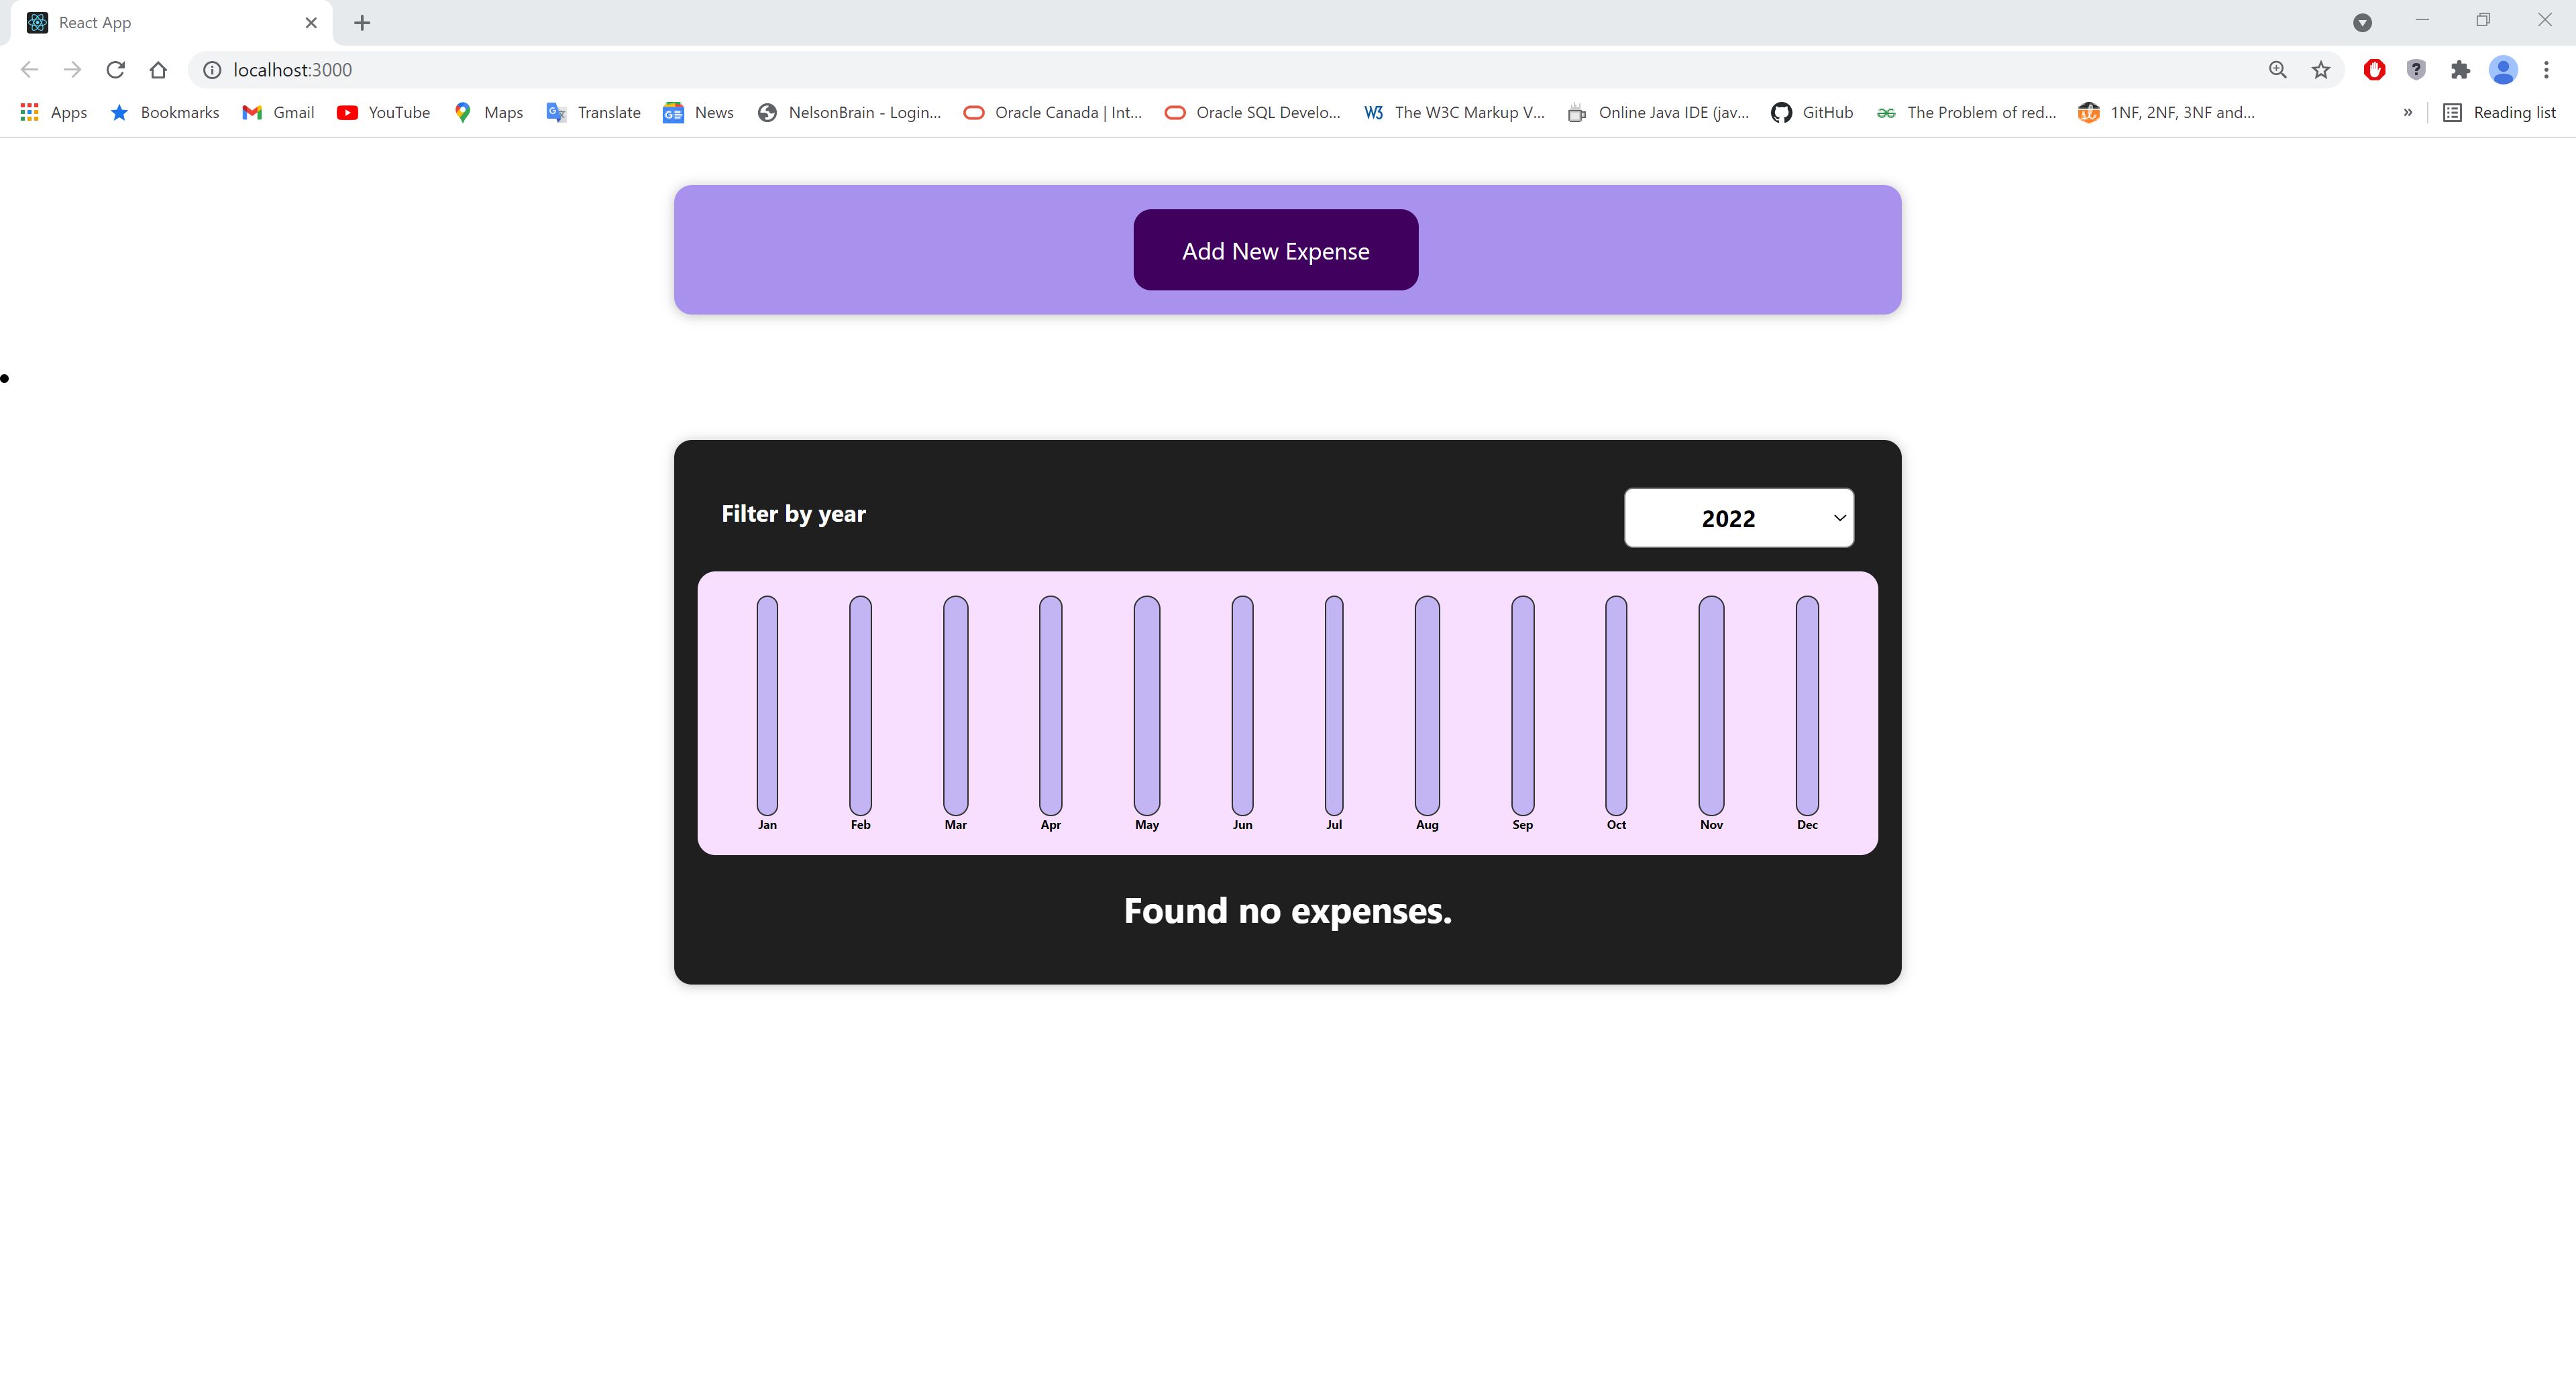 React App
localhost:3000
Apps Bookmarks Gmail YouTube Maps Translate News NelsonBrain - Login... Oracle Canada | Int... Oracle SQL Develo... The W3C Markup V... Online Java IDE (jav... GitHub The Problem of red... 1NF, 2NF, 3NF and... » Reading list
Add New Expense
Filter by year 2022
Jan Feb Mar Apr May Jun Jul Aug Sep Oct Nov Dec
Found no expenses.